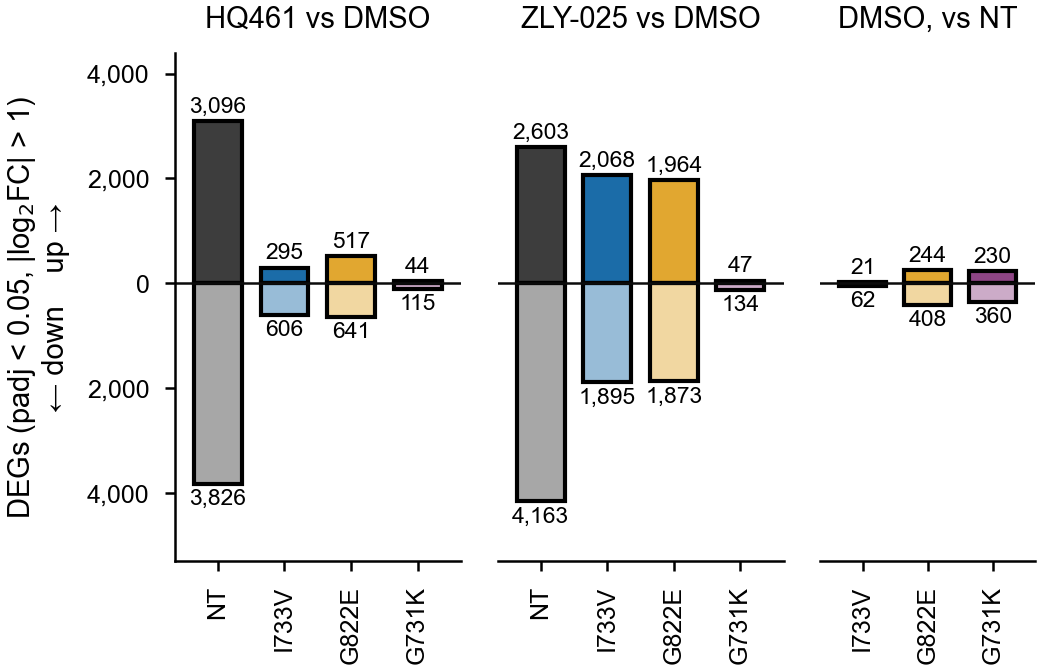 HQ461 vs DMSO
ZLY-025 vs DMSO
DMSO, vs NT
DEGs (padj < 0.05, |log₂FC| > 1)
← down up →
4,000
2,000
0
2,000
4,000
3,096
295
517
44
3,826
606
641
115
2,603
2,068
1,964
47
4,163
1,895
1,873
134
21
244
230
62
408
360
NT
I733V
G822E
G731K
NT
I733V
G822E
G731K
I733V
G822E
G731K